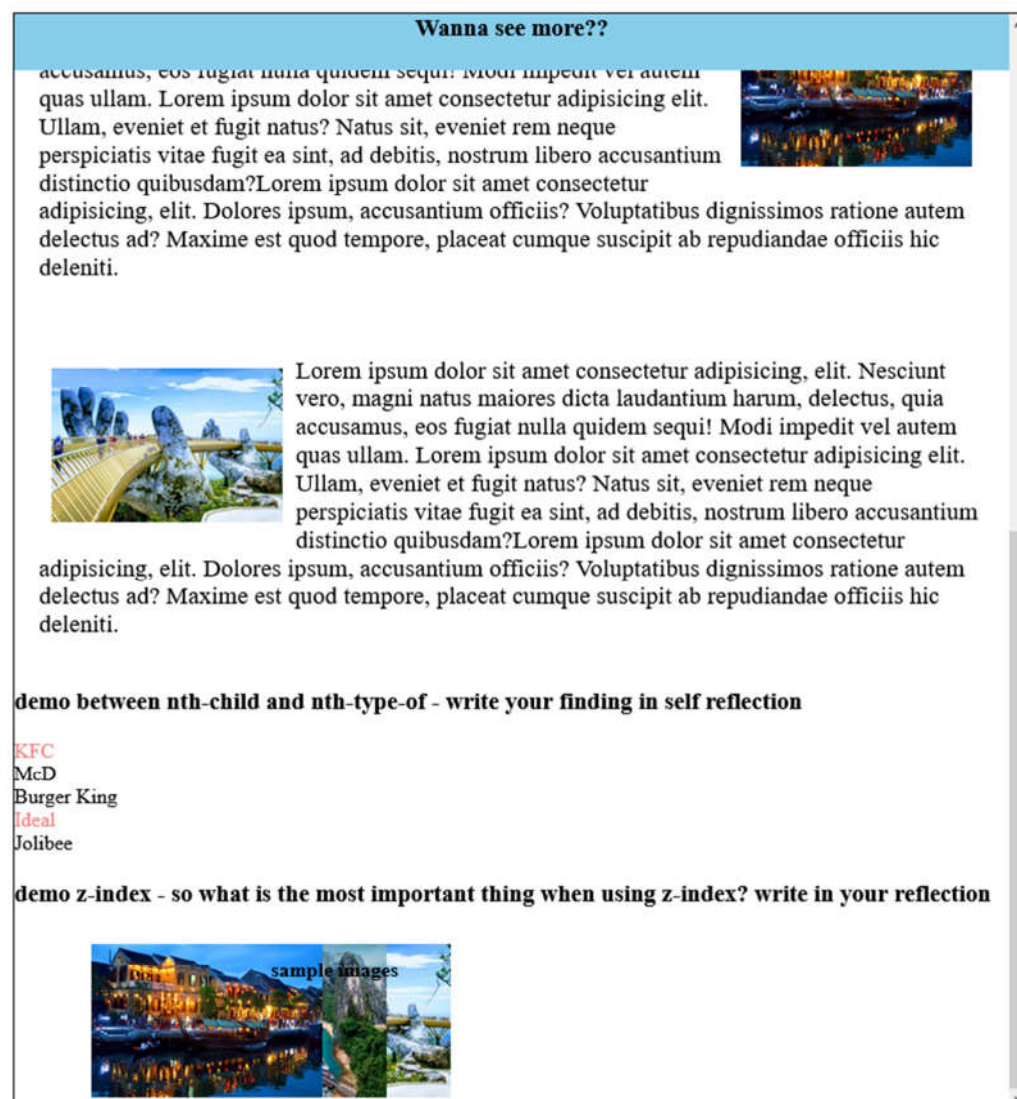 Wanna see more??
accusamus, eos fugiat nulla quidem sequi! Modi impedit vel autem
quas ullam. Lorem ipsum dolor sit amet consectetur adipisicing elit.
Ullam, eveniet et fugit natus? Natus sit, eveniet rem neque
perspiciatis vitae fugit ea sint, ad debitis, nostrum libero accusantium
distinctio quibusdam?Lorem ipsum dolor sit amet consectetur
adipisicing, elit. Dolores ipsum, accusantium officiis? Voluptatibus dignissimos ratione autem
delectus ad? Maxime est quod tempore, placeat cumque suscipit ab repudiandae officiis hic
deleniti.
Lorem ipsum dolor sit amet consectetur adipisicing, elit. Nesciunt
vero, magni natus maiores dicta laudantium harum, delectus, quia
accusamus, eos fugiat nulla quidem sequi! Modi impedit vel autem
quas ullam. Lorem ipsum dolor sit amet consectetur adipisicing elit.
Ullam, eveniet et fugit natus? Natus sit, eveniet rem neque
perspiciatis vitae fugit ea sint, ad debitis, nostrum libero accusantium
distinctio quibusdam?Lorem ipsum dolor sit amet consectetur
adipisicing, elit. Dolores ipsum, accusantium officiis? Voluptatibus dignissimos ratione autem
delectus ad? Maxime est quod tempore, placeat cumque suscipit ab repudiandae officiis hic
deleniti.
demo between nth-child and nth-type-of - write your finding in self reflection
KFC
McD
Burger King
Ideal
Jolibee
demo z-index - so what is the most important thing when using z-index? write in your reflection
sample images